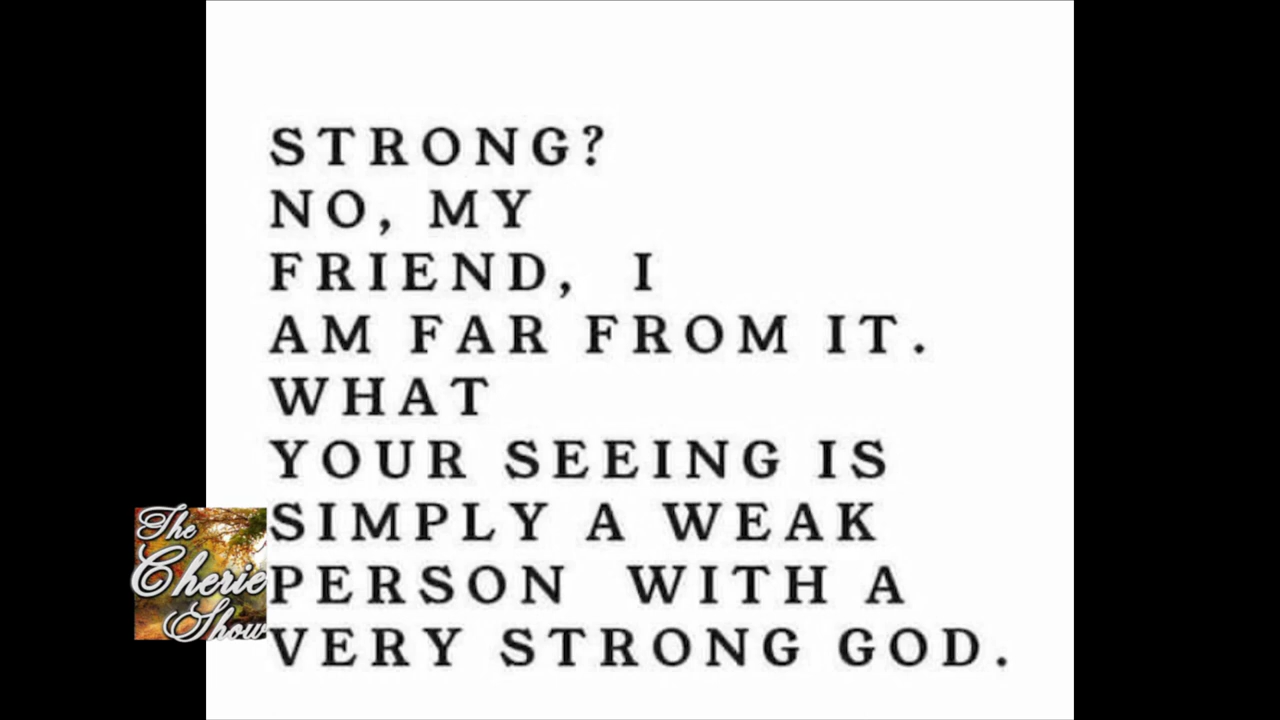 STRONG?
NO, MY
FRIEND, I
AM FAR FROM IT.
WHAT
YOUR SEEING IS
SIMPLY A WEAK
PERSON WITH A
VERY STRONG GOD.
The
Cherie
Show